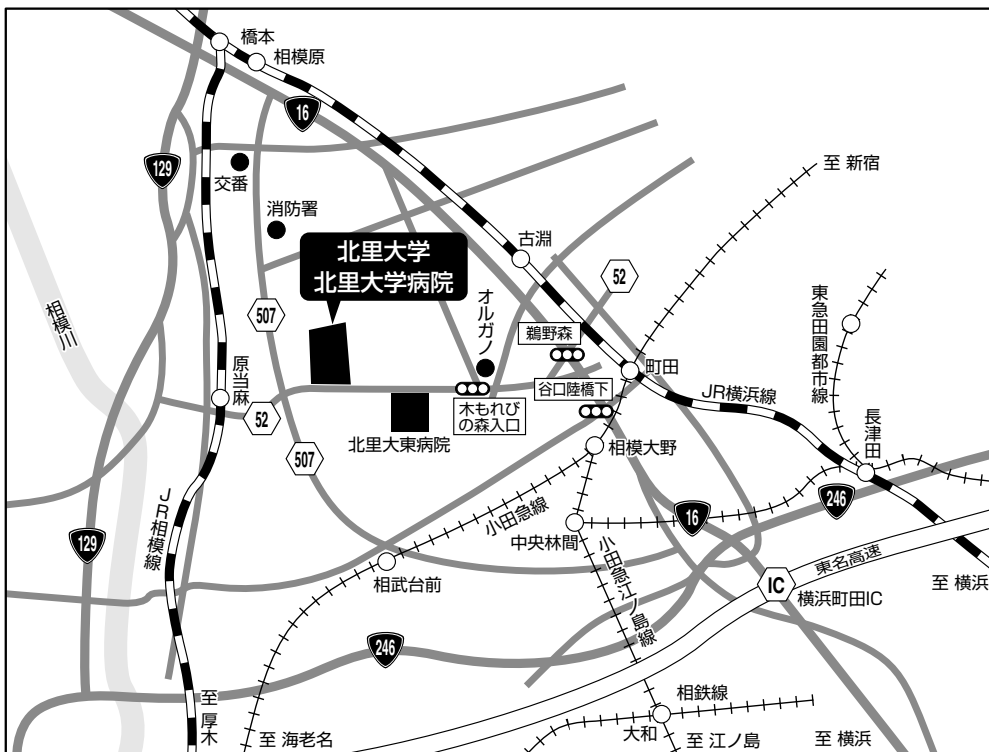 橋本
相模原
16
129
交番
至 新宿
消防署
北里大学
北里大学病院
古淵
52
オルガノ
鵜野森
507
相模川
東急田園都市線
原当麻
町田
谷口陸橋下
JR横浜線
木もれび
の森入口
52
北里大東病院
相模大野
長津田
507
JR相模線
小田急線
16
246
129
中央林間
小田急江ノ島線
東名高速
相武台前
IC
横浜町田IC
至 横浜
246
至 厚木
相鉄線
大和
至 海老名
至 江ノ島
至 横浜